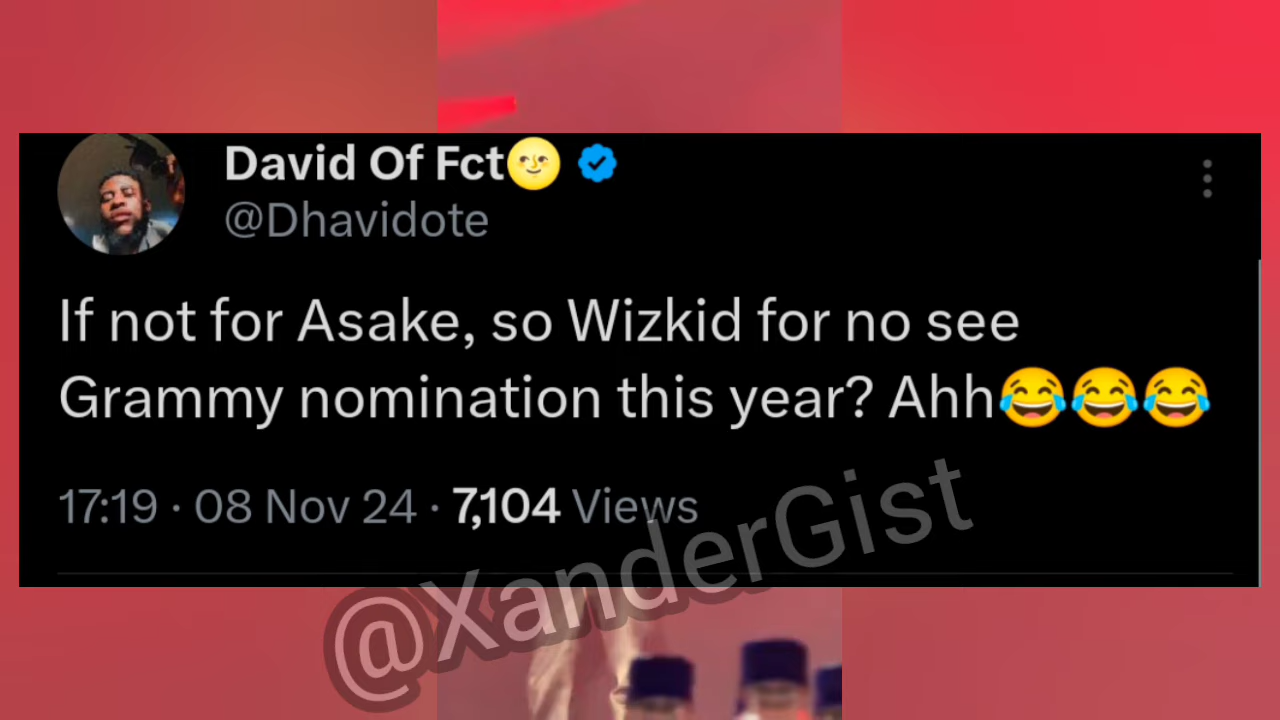 David Of Fct🌝
@Dhavidote
If not for Asake, so Wizkid for no see
Grammy nomination this year? Ahh😂😂😂
17:19 · 08 Nov 24 · 7,104 Views
@XanderGist